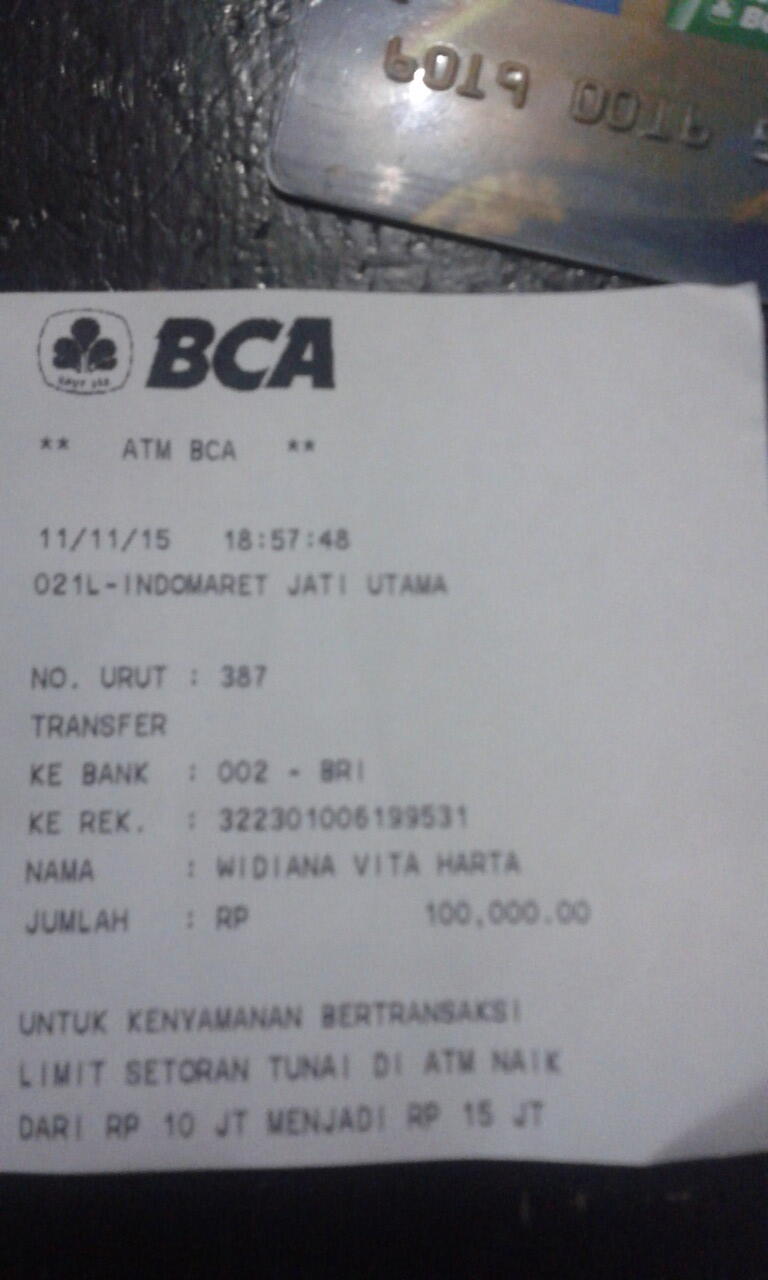 6019 0016
BCA
** ATM BCA **
11/11/15 18:57:48
021L-INDOMARET JATI UTAMA
NO. URUT : 387
TRANSFER
KE BANK : 002 - BRI
KE REK. : 322301006199531
NAMA : WIDIANA VITA HARTA
JUMLAH : RP 100,000.00
UNTUK KENYAMANAN BERTRANSAKSI
LIMIT SETORAN TUNAI DI ATM NAIK
DARI RP 10 JT MENJADI RP 15 JT